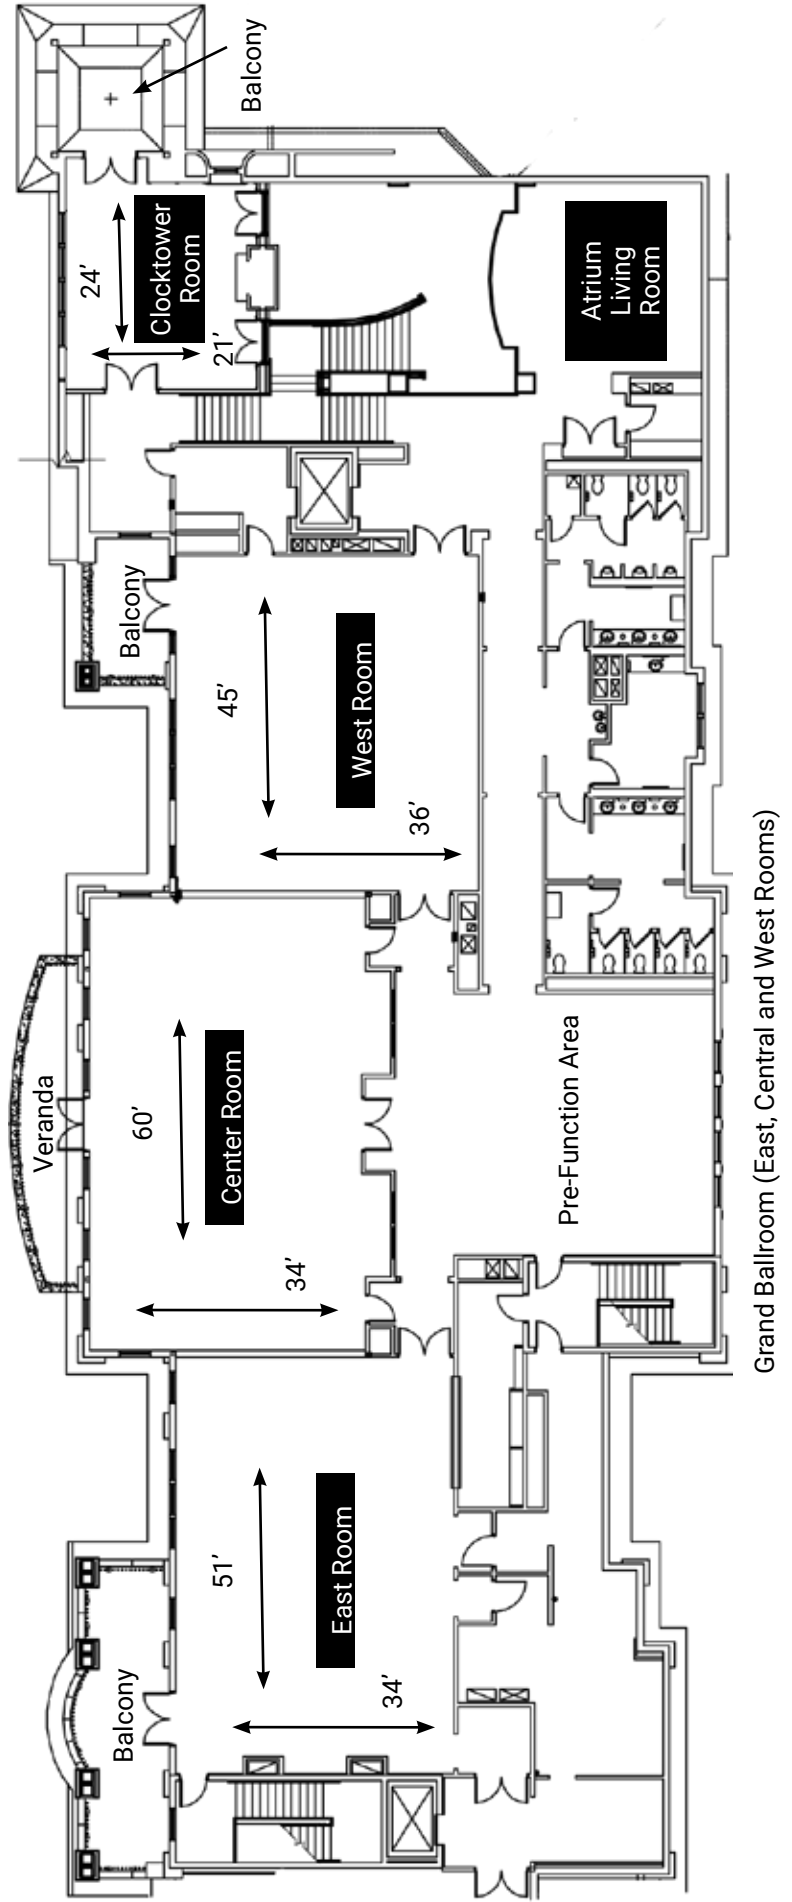 Balcony
24’
Clocktower
Room
21’
Atrium
Living
Room
Balcony
45’
West Room
36’
Veranda
60’
Center Room
34’
Pre-Function Area
51’
East Room
34’
Balcony
Grand Ballroom (East, Central and West Rooms)